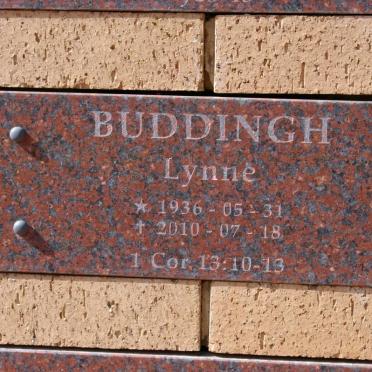 BUDDINGH
Lynne
★ 1936 - 05 - 31
✝ 2010 - 07 - 18
1 Cor 13:10-13